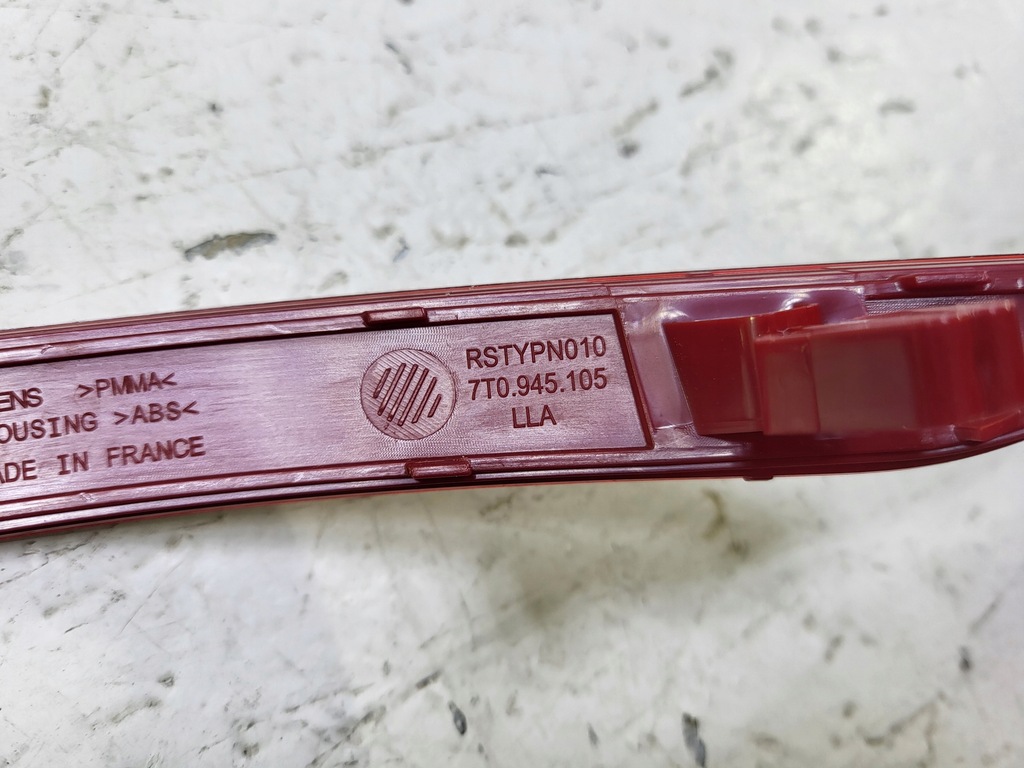 ENS >PMMA<
OUSING >ABS<
ADE IN FRANCE
RSTYPN010
7T0.945.105
LLA